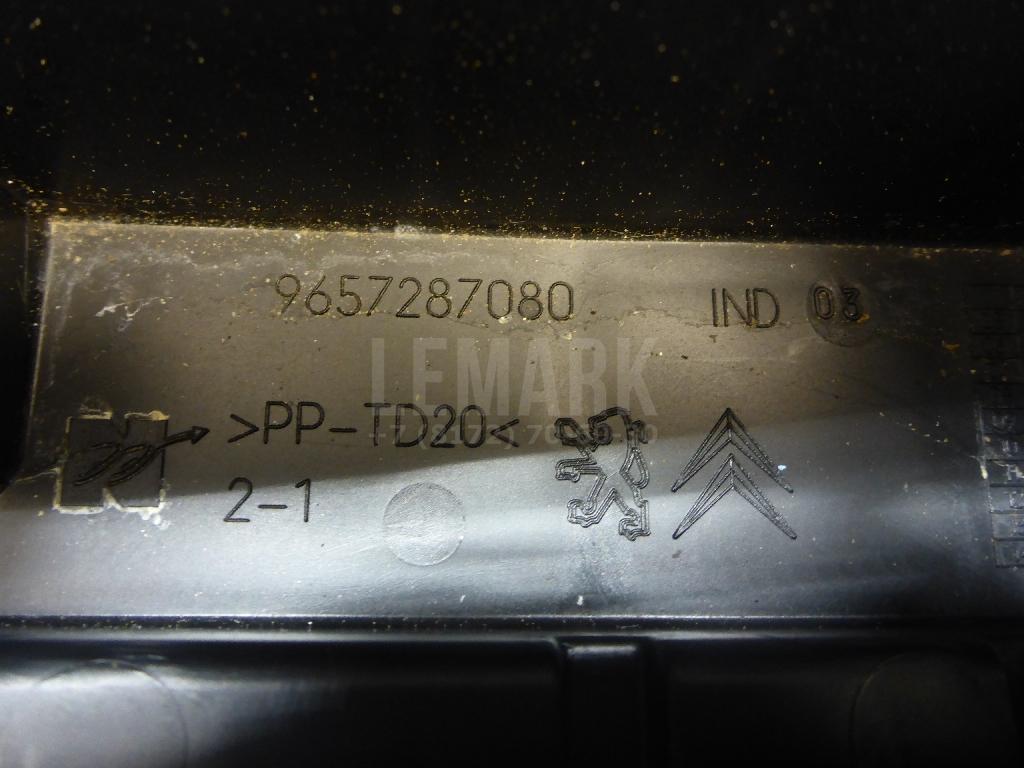 9657287080 IND 03
LEMARK
>PP-TD20<
2-1